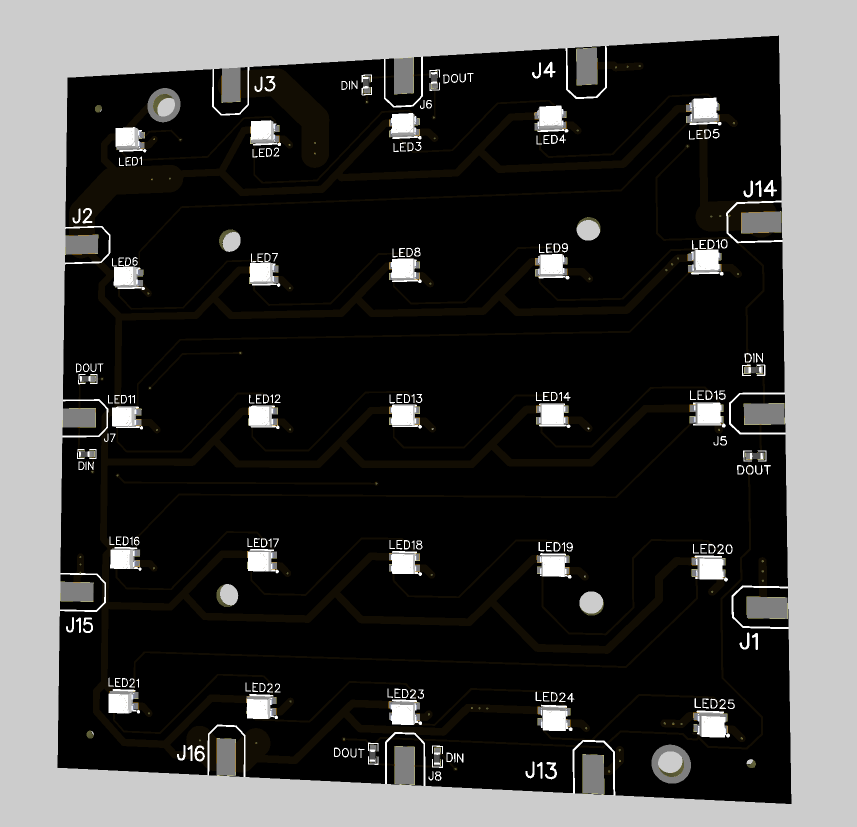 J3
DIN
J6
DOUT
J4
LED1
LED2
LED3
LED4
LED5
J2
J14
LED6
LED7
LED8
LED9
LED10
DOUT
DIN
LED11
LED12
LED13
LED14
LED15
J7
J5
DIN
DOUT
LED16
LED17
LED18
LED19
LED20
J15
J1
LED21
LED22
LED23
LED24
LED25
J16
DOUT
DIN
J8
J13